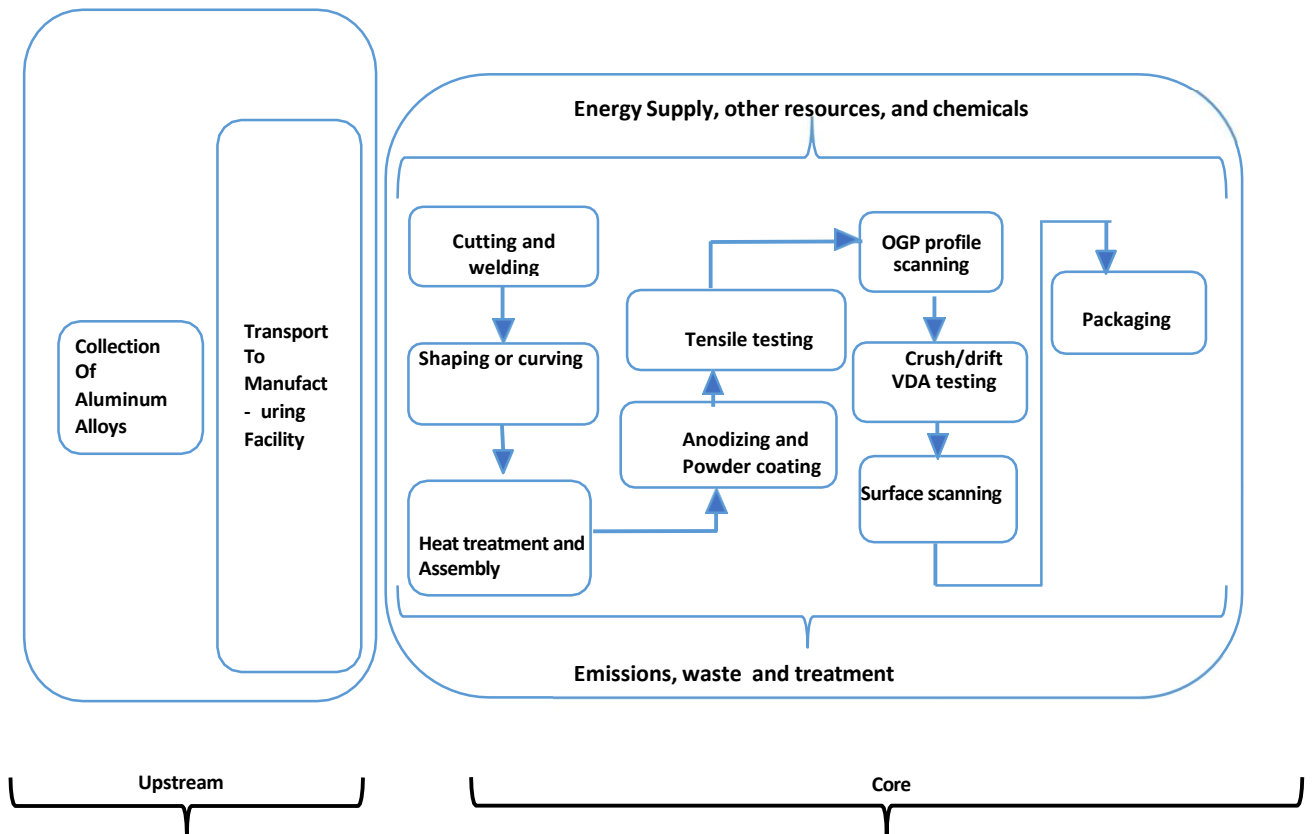 Energy Supply, other resources, and chemicals
Collection
Of
Aluminum
Alloys
Transport
To
Manufact
- uring
Facility
Cutting and
welding
Shaping or curving
Heat treatment and
Assembly
Anodizing and
Powder coating
Tensile testing
OGP profile
scanning
Crush/drift
VDA testing
Surface scanning
Packaging
Emissions, waste and treatment
Upstream
Core